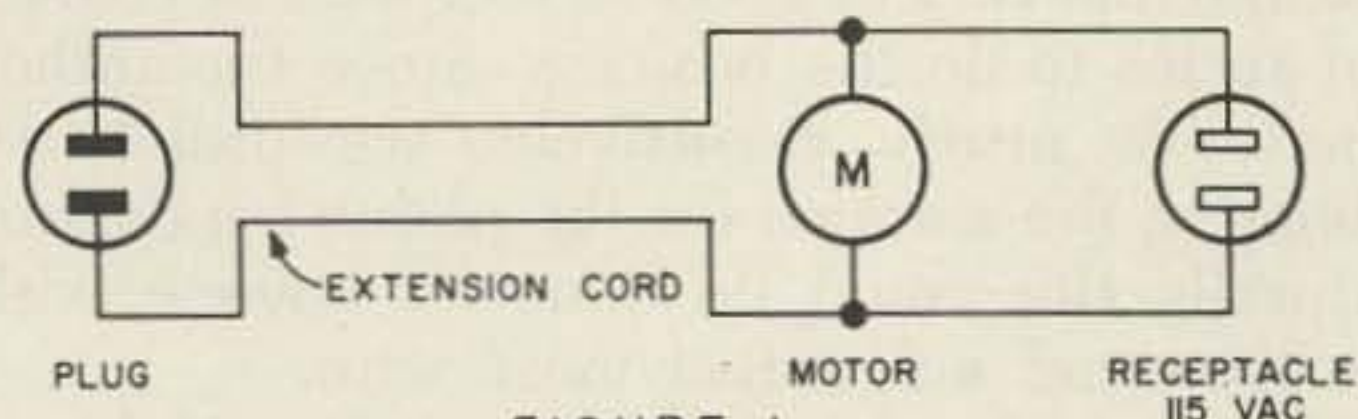 M
EXTENSION CORD
PLUG
MOTOR
RECEPTACLE
115 VAC